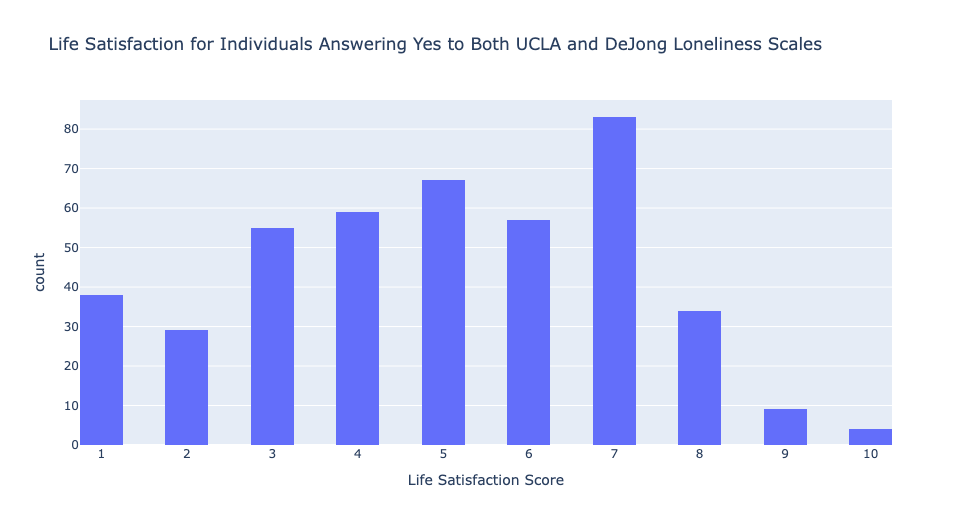 Life Satisfaction for Individuals Answering Yes to Both UCLA and DeJong Loneliness Scales
80
70
60
50
40
30
20
10
0
count
1 2 3 4 5 6 7 8 9 10
Life Satisfaction Score